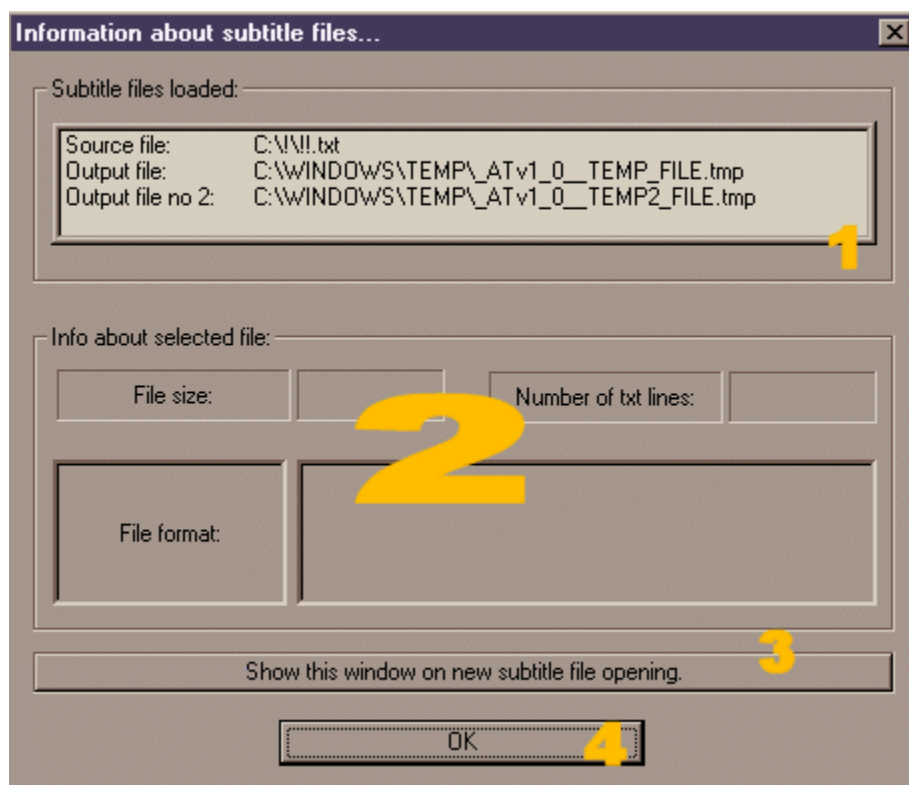 Information about subtitle files...
Subtitle files loaded:
Source file: C:\!\!!.txt
Output file: C:\WINDOWS\TEMP\_ATv1_0__TEMP_FILE.tmp
Output file no 2: C:\WINDOWS\TEMP\_ATv1_0__TEMP2_FILE.tmp
1
Info about selected file:
File size: Number of txt lines:
2
File format:
3
Show this window on new subtitle file opening.
OK 4